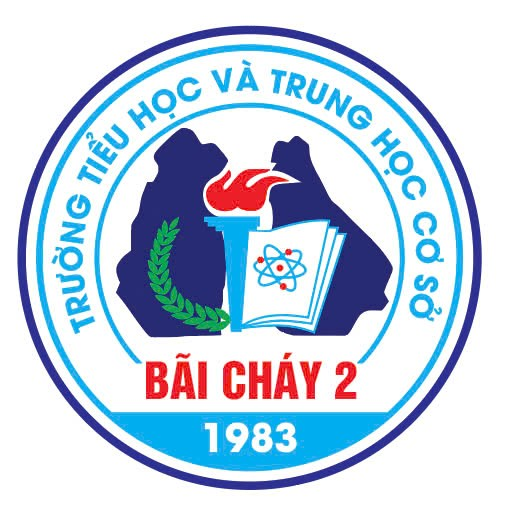 TRƯỜNG TIỂU HỌC VÀ TRUNG HỌC CƠ SỞ
BÃI CHÁY 2
1983